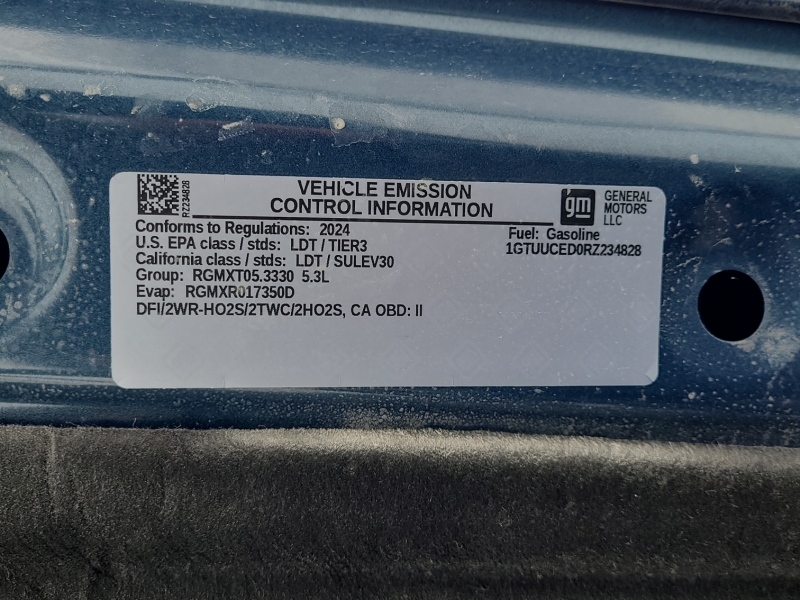 RZ234828
VEHICLE EMISSION
CONTROL INFORMATION
gm
GENERAL
MOTORS
LLC
Conforms to Regulations: 2024
Fuel: Gasoline
U.S. EPA class / stds: LDT / TIER3
1GTUUCED0RZ234828
California class / stds: LDT / SULEV30
Group: RGMXT05.3330 5.3L
Evap: RGMXR017350D
DFI/2WR-HO2S/2TWC/2HO2S, CA OBD: II